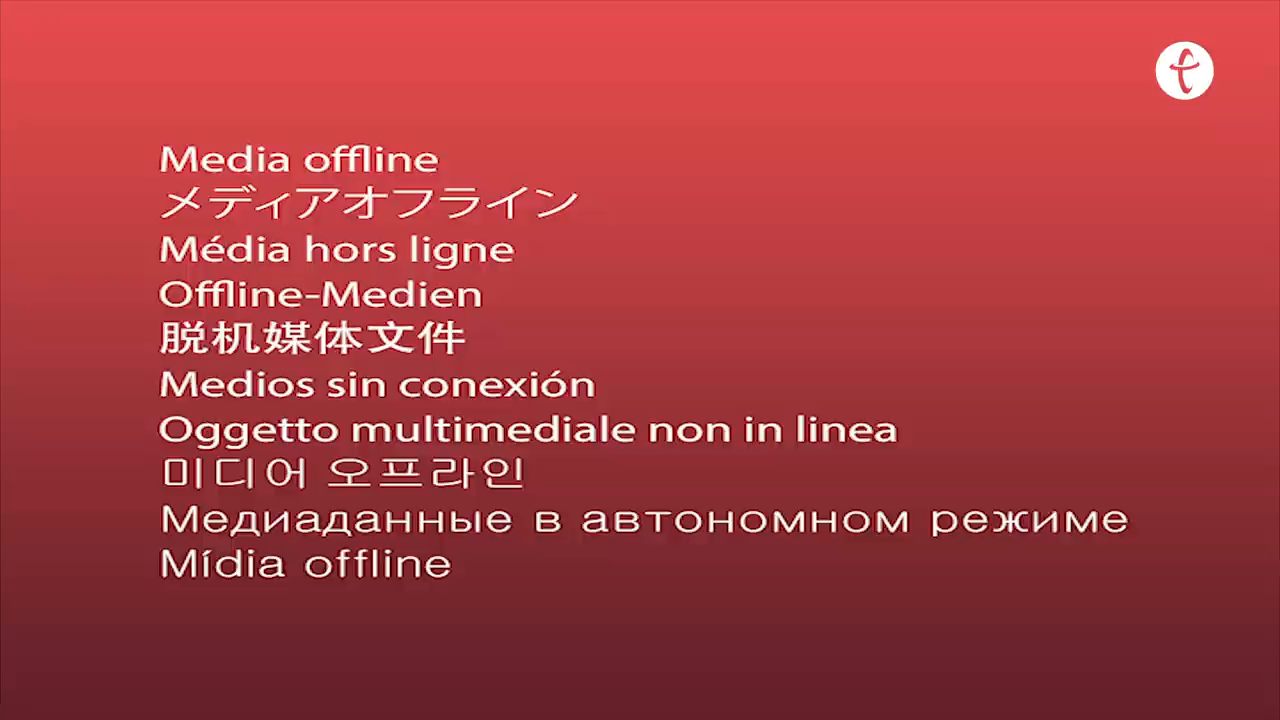 Media offline
メディアオフライン
Média hors ligne
Offline-Medien
脱机媒体文件
Medios sin conexión
Oggetto multimediale non in linea
미디어 오프라인
Медиаданные в автономном режиме
Mídia offline